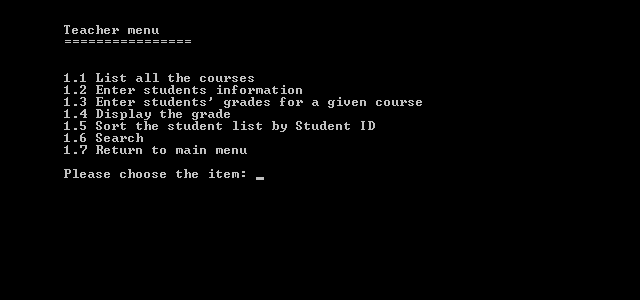 Teacher menu
================
1.1 List all the courses
1.2 Enter students information
1.3 Enter students' grades for a given course
1.4 Display the grade
1.5 Sort the student list by Student ID
1.6 Search
1.7 Return to main menu
Please choose the item: _